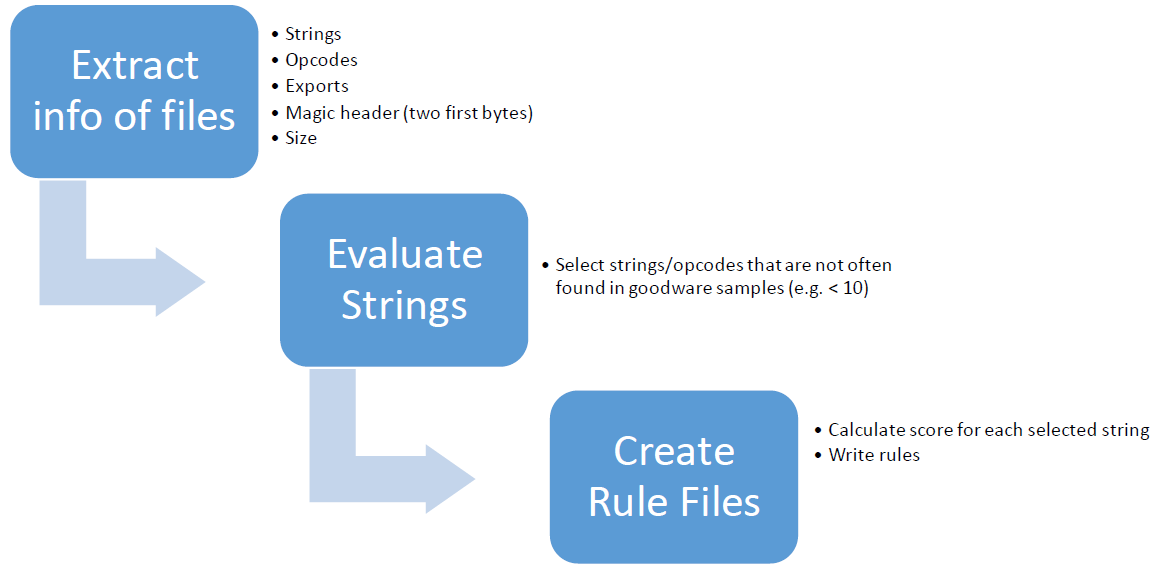 Extract
info of files
• Strings
• Opcodes
• Exports
• Magic header (two first bytes)
• Size
Evaluate
Strings
• Select strings/opcodes that are not often
found in goodware samples (e.g. < 10)
Create
Rule Files
• Calculate score for each selected string
• Write rules